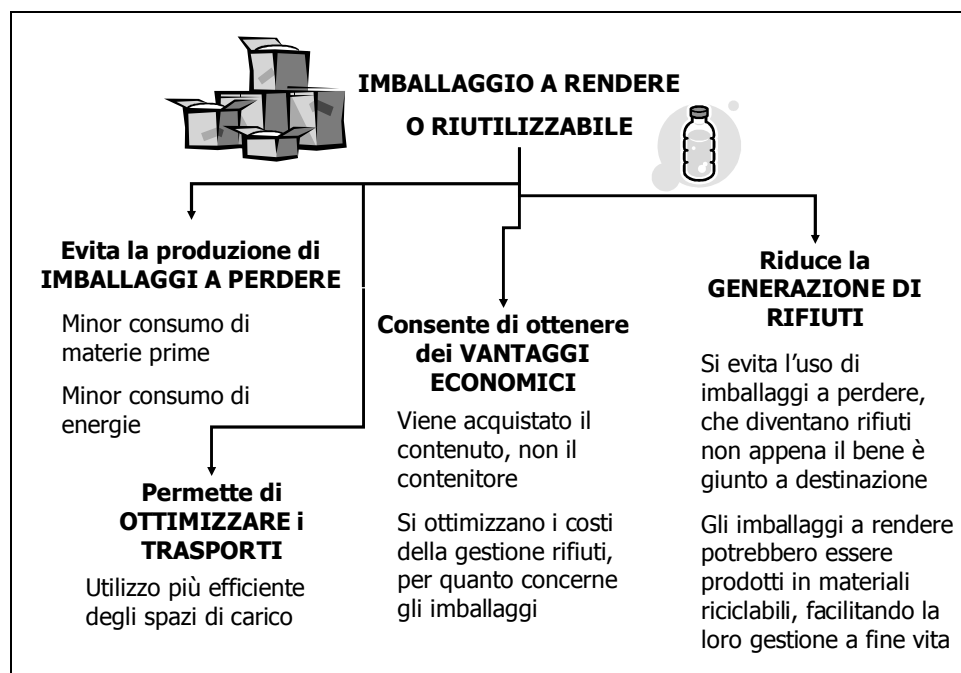 IMBALLAGGIO A RENDERE
O RIUTILIZZABILE
Evita la produzione di
IMBALLAGGI A PERDERE
Minor consumo di
materie prime
Minor consumo di
energie
Permette di
OTTIMIZZARE i
TRASPORTI
Utilizzo più efficiente
degli spazi di carico
Consente di ottenere
dei VANTAGGI
ECONOMICI
Viene acquistato il
contenuto, non il
contenitore
Si ottimizzano i costi
della gestione rifiuti,
per quanto concerne
gli imballaggi
Riduce la
GENERAZIONE DI
RIFIUTI
Si evita l’uso di
imballaggi a perdere,
che diventano rifiuti
non appena il bene è
giunto a destinazione
Gli imballaggi a rendere
potrebbero essere
prodotti in materiali
riciclabili, facilitando la
loro gestione a fine vita